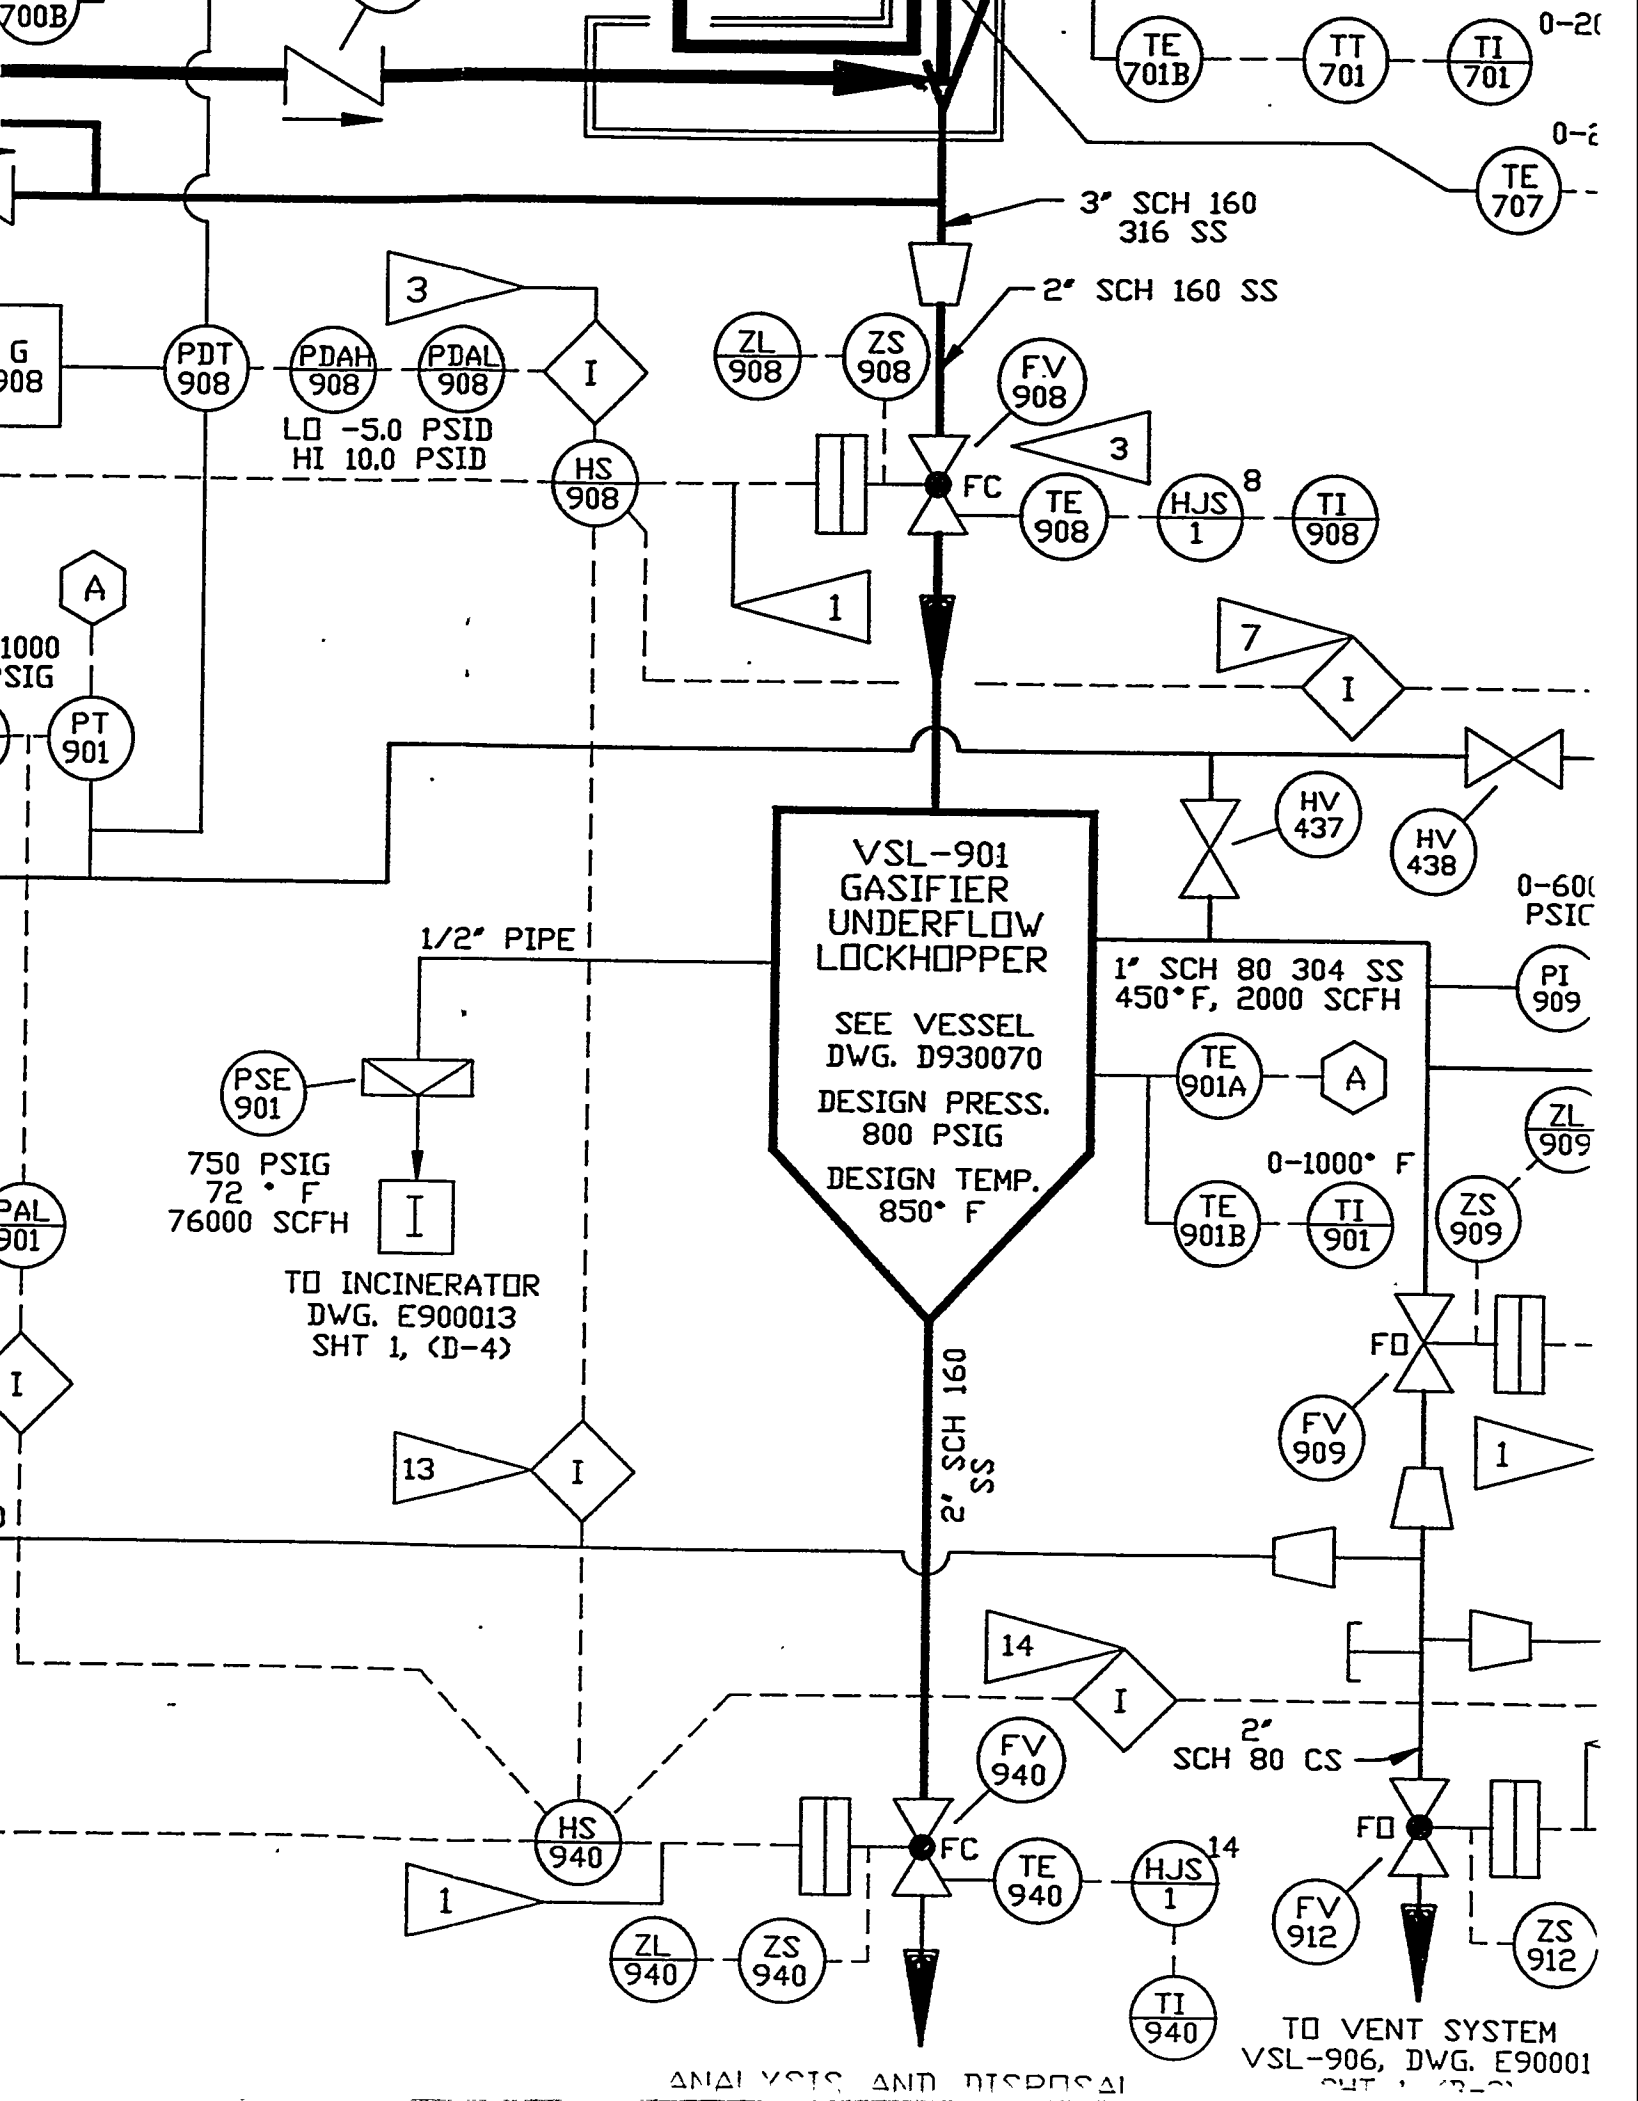 700B
TE
701B
TT
701
TI
701
TE
707
3" SCH 160
316 SS
2" SCH 160 SS
3
G
908
PDT
908
PDAH
908
PDAL
908
I
LO -5.0 PSID
HI 10.0 PSID
ZL
908
ZS
908
FV
908
3
HS
908
FC
TE
908
HJS
1
8
TI
908
A
1
7
I
1000
PT
901
HV
437
HV
438
VSL-901
GASIFIER
UNDERFLOW
LOCKHOPPER
SEE VESSEL
DWG. D930070
DESIGN PRESS.
800 PSIG
DESIGN TEMP.
850° F
1/2" PIPE
1" SCH 80 304 SS
450°F, 2000 SCFH
PI
909
PSE
901
750 PSIG
72 ° F
76000 SCFH
I
TO INCINERATOR
DWG. E900013
SHT 1, (D-4)
TE
901A
A
0-1000° F
TE
901B
TI
901
ZL
909
ZS
909
PAL
901
I
FO
FV
909
1
13
I
2" SCH 160
SS
14
I
2"
SCH 80 CS
FV
940
HS
940
FC
1
TE
940
HJS
1
14
TI
940
ZL
940
ZS
940
FO
FV
912
ZS
912
TO VENT SYSTEM
VSL-906, DWG. E90001
ANALYSIS AND DISPOSAL